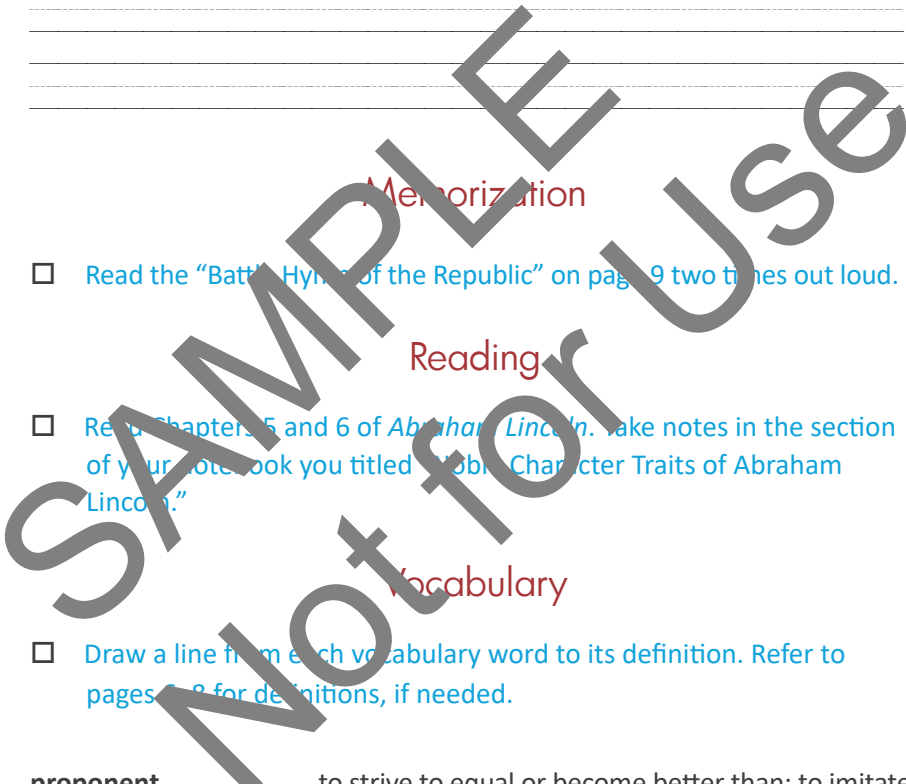 Memorization
Read the "Battle Hymn of the Republic" on page 9 two times out loud.
Reading
Read Chapters 5 and 6 of Abraham Lincoln. Take notes in the section
of your notebook you titled "Noble Character Traits of Abraham
Lincoln."
Vocabulary
Draw a line from each vocabulary word to its definition. Refer to
pages 6–8 for definitions, if needed.
proponent to strive to equal or become better than; to imitate
SAMPLE
Not for Use